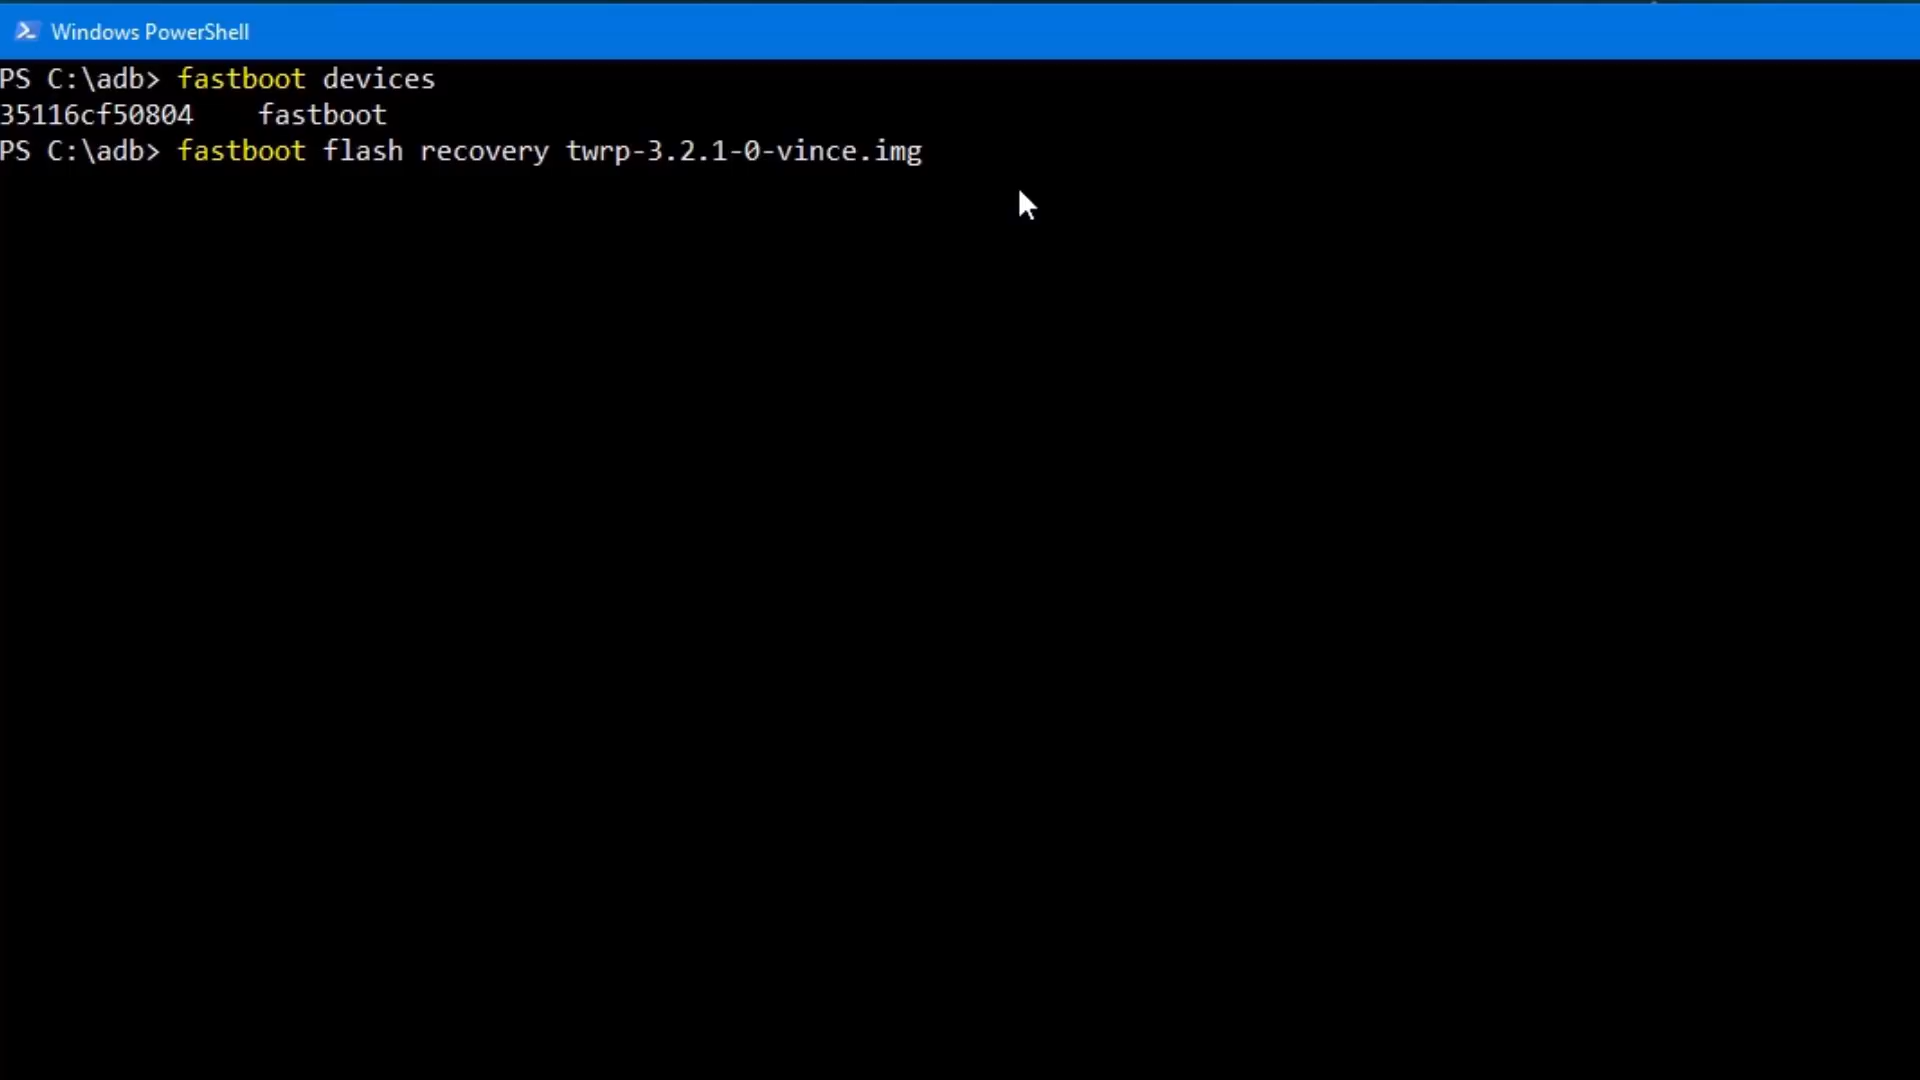 Windows PowerShell
PS C:\adb> fastboot devices
35116cf50804    fastboot
PS C:\adb> fastboot flash recovery twrp-3.2.1-0-vince.img